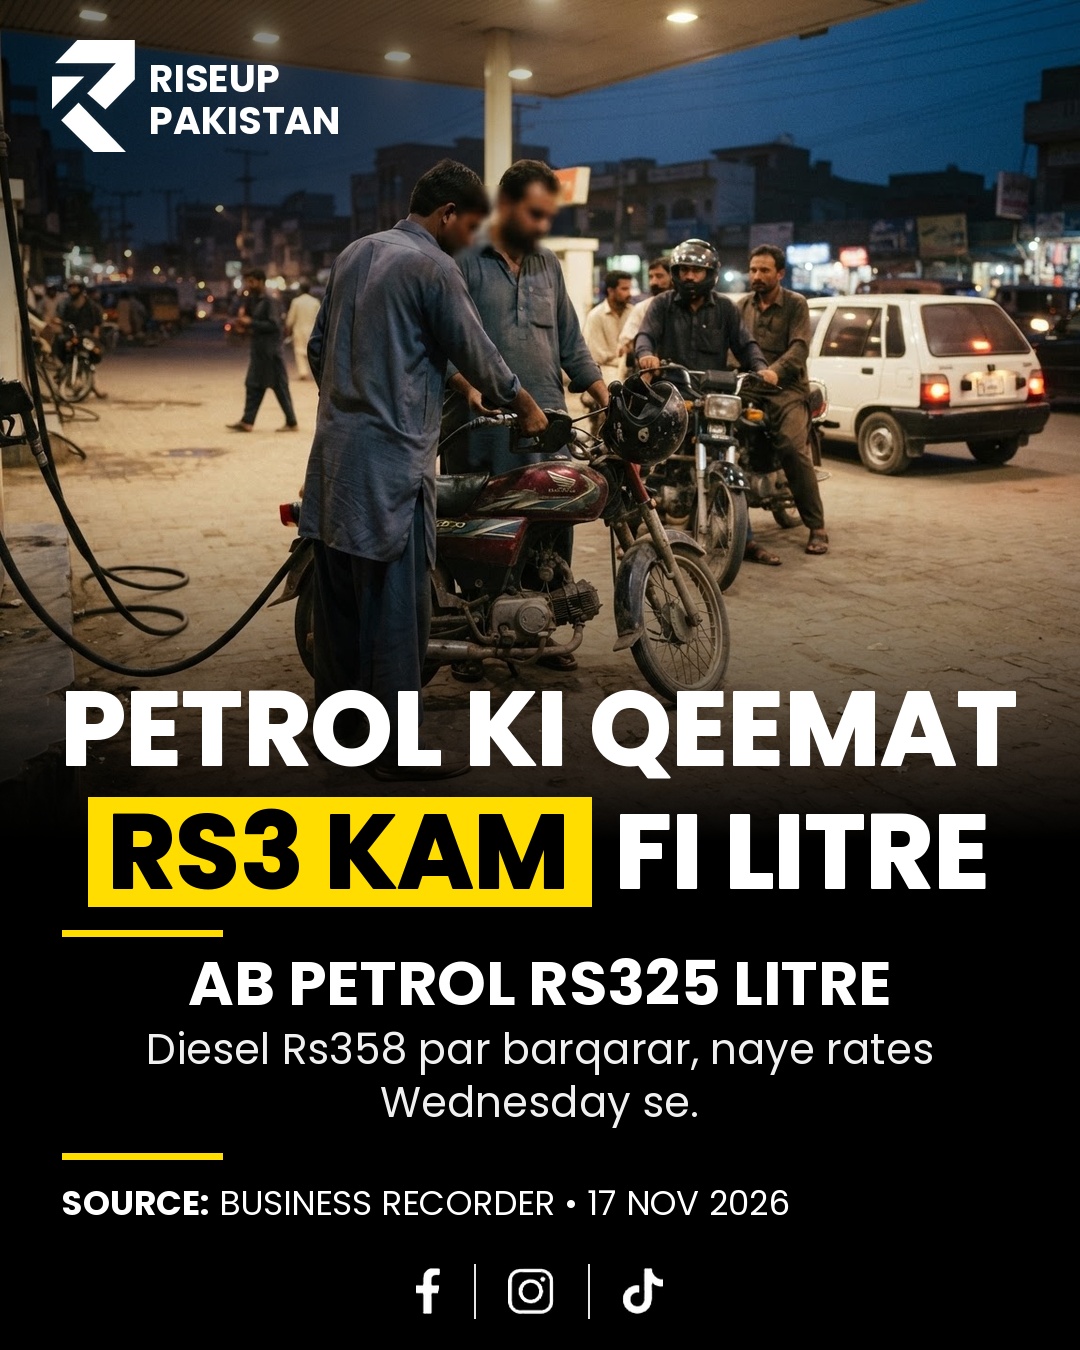 RISEUP
PAKISTAN
PETROL KI QEEMAT
RS3 KAM FI LITRE
AB PETROL RS325 LITRE
Diesel Rs358 par barqarar, naye rates
Wednesday se.
SOURCE: BUSINESS RECORDER • 17 NOV 2026